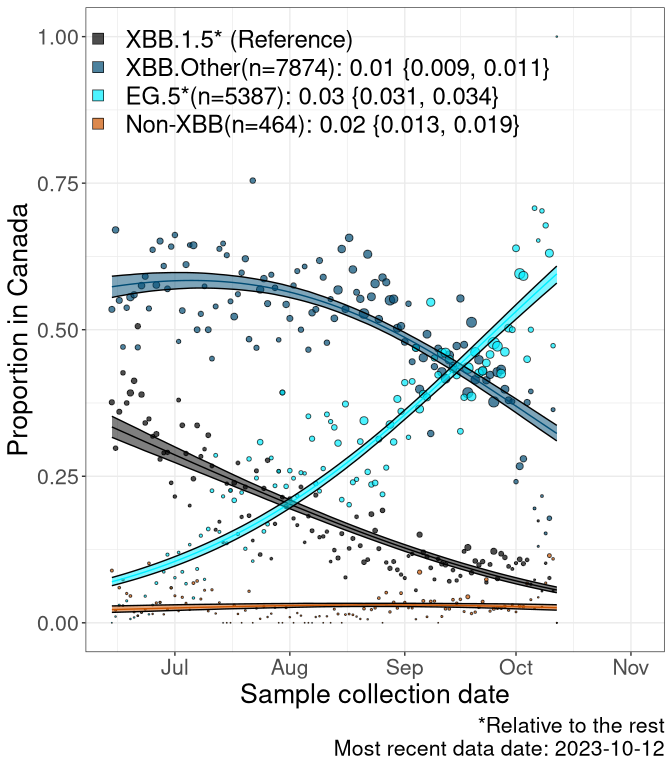 1.00
0.75
0.50
0.25
0.00
Proportion in Canada
XBB.1.5* (Reference)
XBB.Other(n=7874): 0.01 {0.009, 0.011}
EG.5*(n=5387): 0.03 {0.031, 0.034}
Non-XBB(n=464): 0.02 {0.013, 0.019}
Jul Aug Sep Oct Nov
Sample collection date
*Relative to the rest
Most recent data date: 2023-10-12